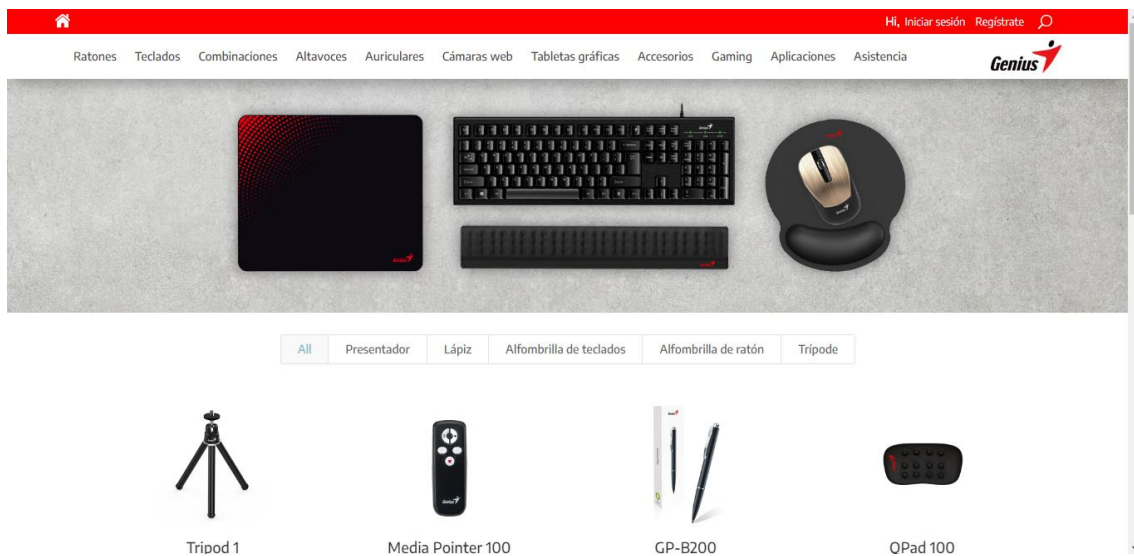 Hi, Iniciar sesión Regístrate
Ratones Teclados Combinaciones Altavoces Auriculares Cámaras web Tabletas gráficas Accesorios Gaming Aplicaciones Asistencia Genius
All Presentador Lápiz Alfombrilla de teclados Alfombrilla de ratón Trípode
Tripod 1 Media Pointer 100 GP-B200 QPad 100